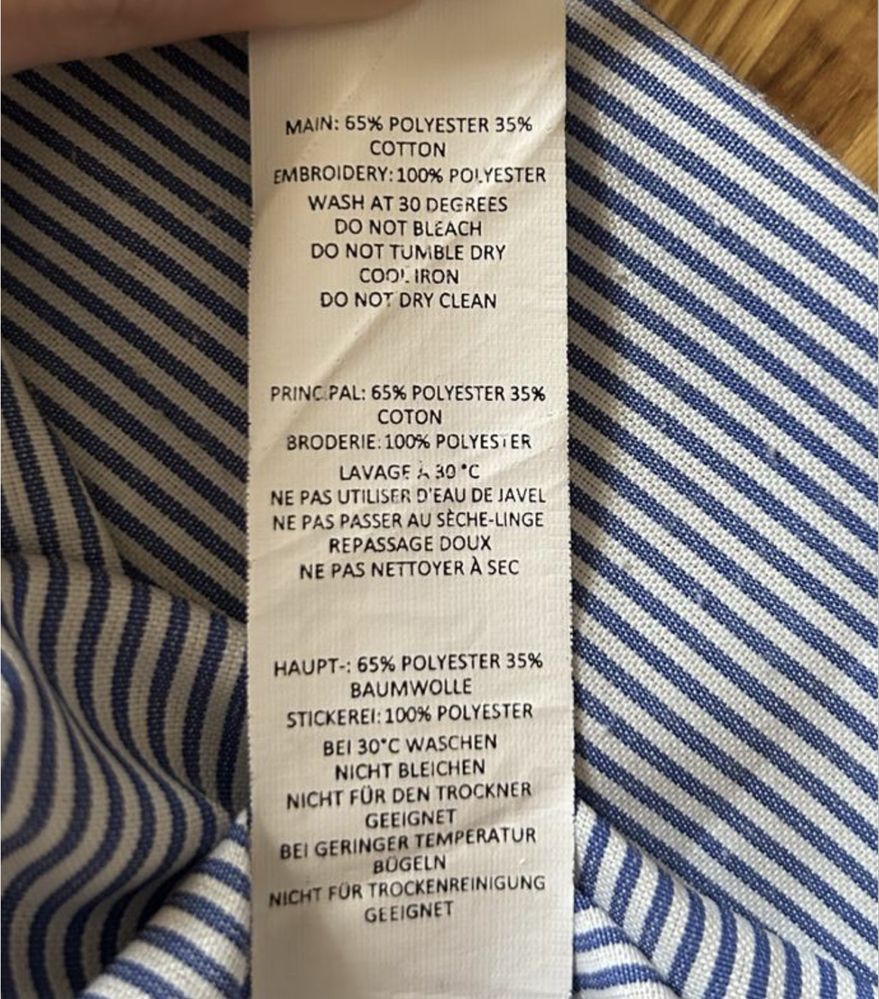 MAIN: 65% POLYESTER 35%
COTTON
EMBROIDERY: 100% POLYESTER
WASH AT 30 DEGREES
DO NOT BLEACH
DO NOT TUMBLE DRY
COOL IRON
DO NOT DRY CLEAN
PRINCIPAL: 65% POLYESTER 35%
COTON
BRODERIE: 100% POLYESTER
LAVAGE À 30 °C
NE PAS UTILISER D'EAU DE JAVEL
NE PAS PASSER AU SÈCHE-LINGE
REPASSAGE DOUX
NE PAS NETTOYER À SEC
HAUPT-: 65% POLYESTER 35%
BAUMWOLLE
STICKEREI: 100% POLYESTER
BEI 30°C WASCHEN
NICHT BLEICHEN
NICHT FÜR DEN TROCKNER
GEEIGNET
BEI GERINGER TEMPERATUR
BÜGELN
NICHT FÜR TROCKENREINIGUNG
GEEIGNET